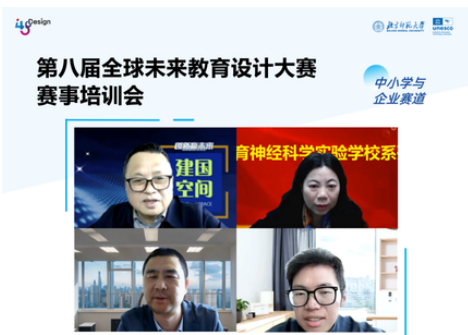 4Design
北京师范大学
UNESCO
第八届全球未来教育设计大赛
赛事培训会
中小学与
企业赛道
建国
空间
育神经科学实验学校系